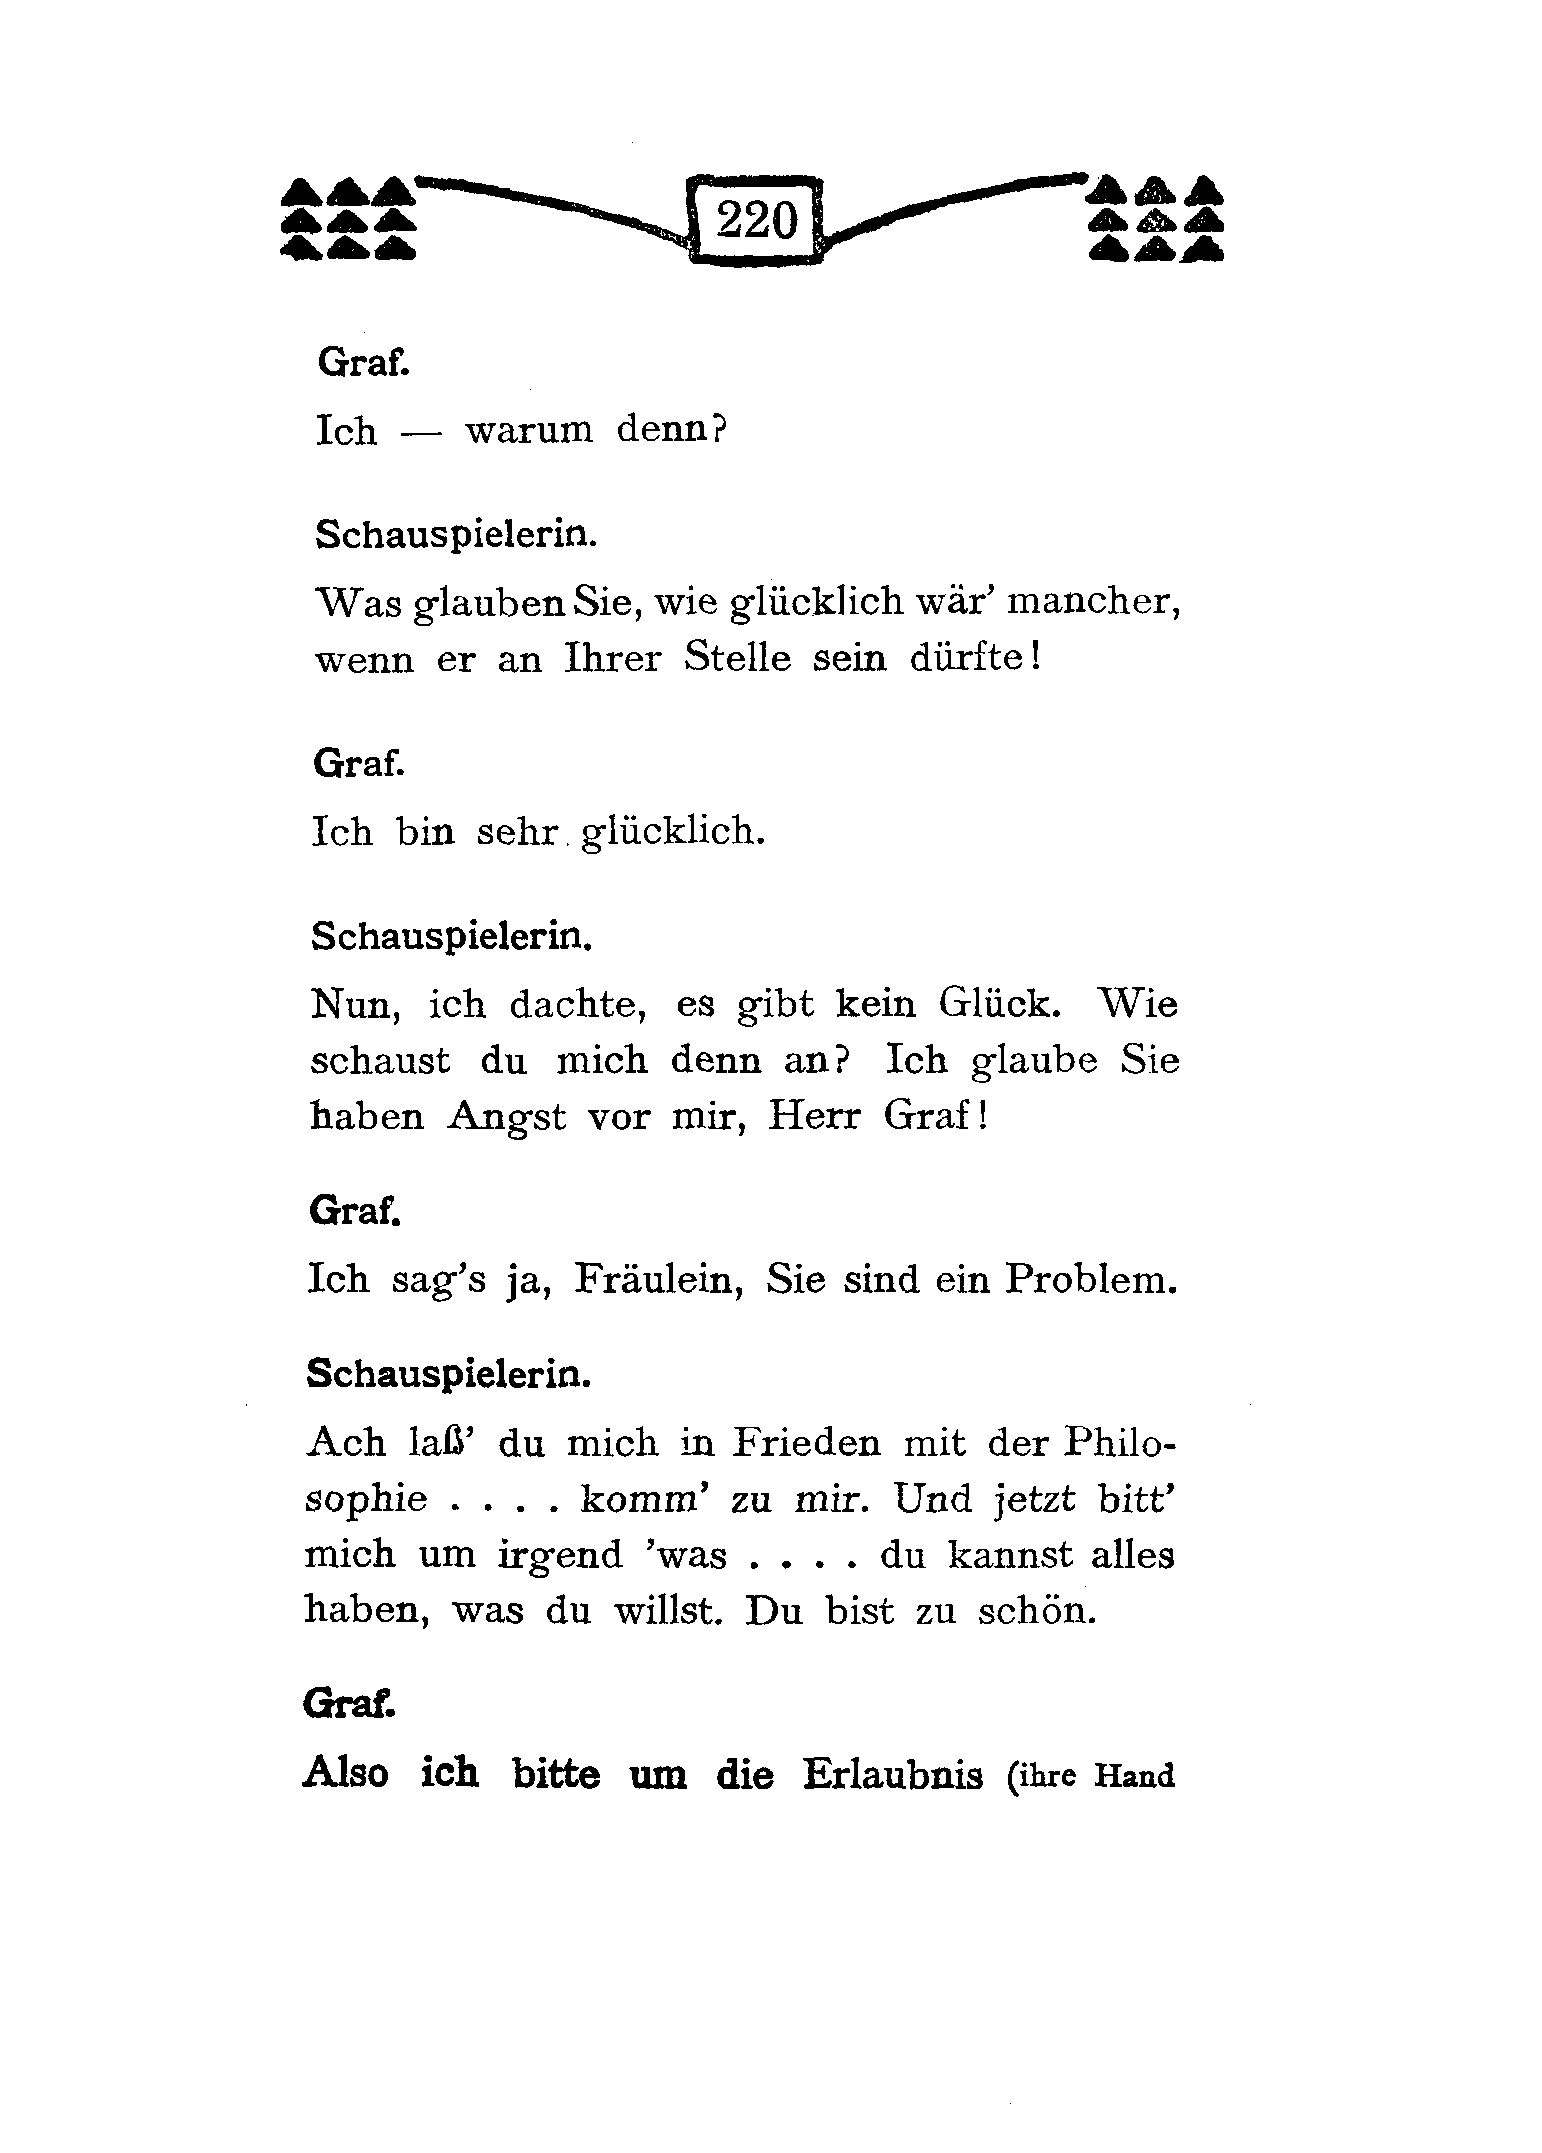 220
Graf.
Ich — warum denn?
Schauspielerin.
Was glauben Sie, wie glücklich wär’ mancher,
wenn er an Ihrer Stelle sein dürfte!
Graf.
Ich bin sehr glücklich.
Schauspielerin.
Nun, ich dachte, es gibt kein Glück. Wie
schaust du mich denn an? Ich glaube Sie
haben Angst vor mir, Herr Graf!
Graf.
Ich sag’s ja, Fräulein, Sie sind ein Problem.
Schauspielerin.
Ach laß’ du mich in Frieden mit der Philo-
sophie . . . . komm’ zu mir. Und jetzt bitt’
mich um irgend ’was . . . . du kannst alles
haben, was du willst. Du bist zu schön.
Graf.
Also ich bitte um die Erlaubnis (ihre Hand